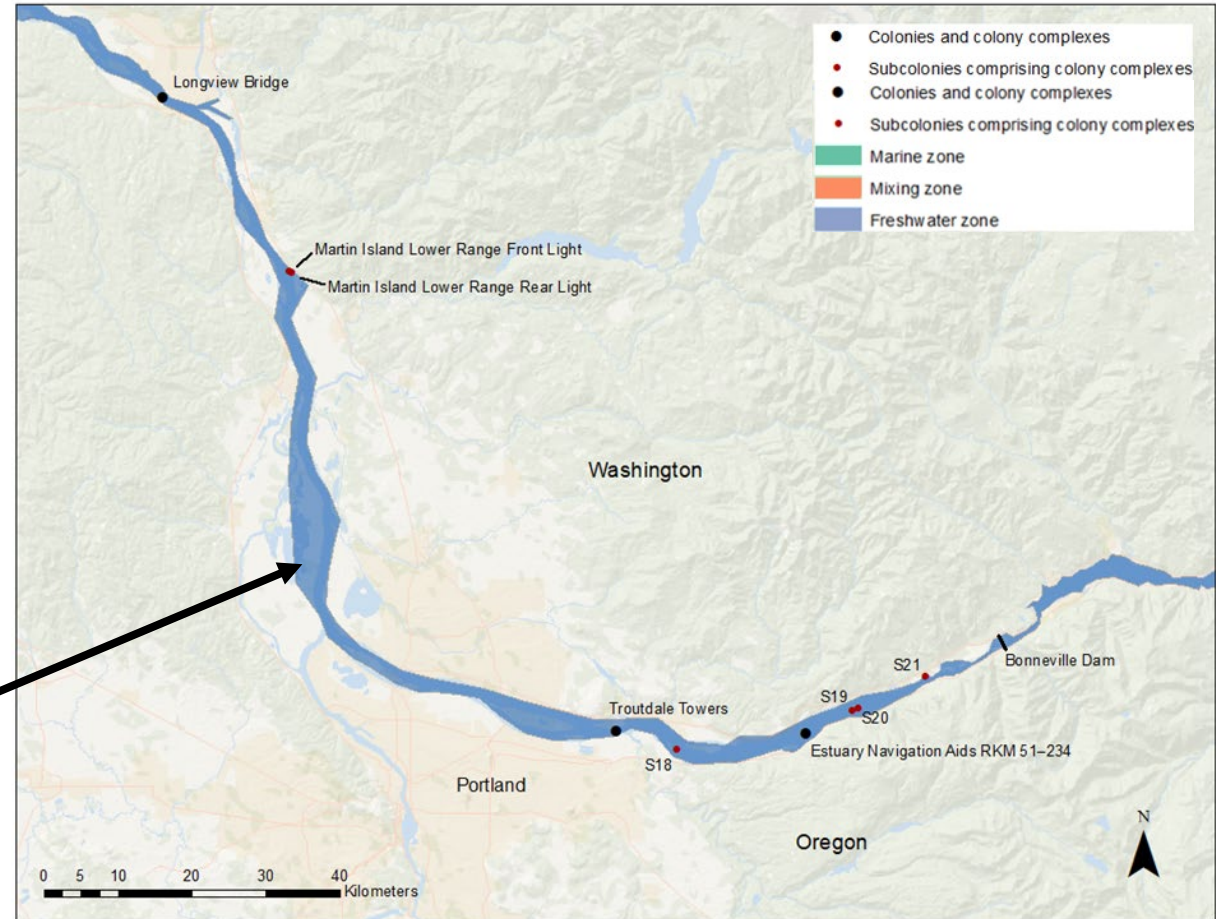 Colonies and colony complexes
Subcolonies comprising colony complexes
Colonies and colony complexes
Subcolonies comprising colony complexes
Marine zone
Mixing zone
Freshwater zone
Longview Bridge
Martin Island Lower Range Front Light
Martin Island Lower Range Rear Light
Washington
Bonneville Dam
S21
S19
S20
Troutdale Towers
Estuary Navigation Aids RKM 51–234
S18
Portland
Oregon
N
0 5 10 20 30 40
Kilometers